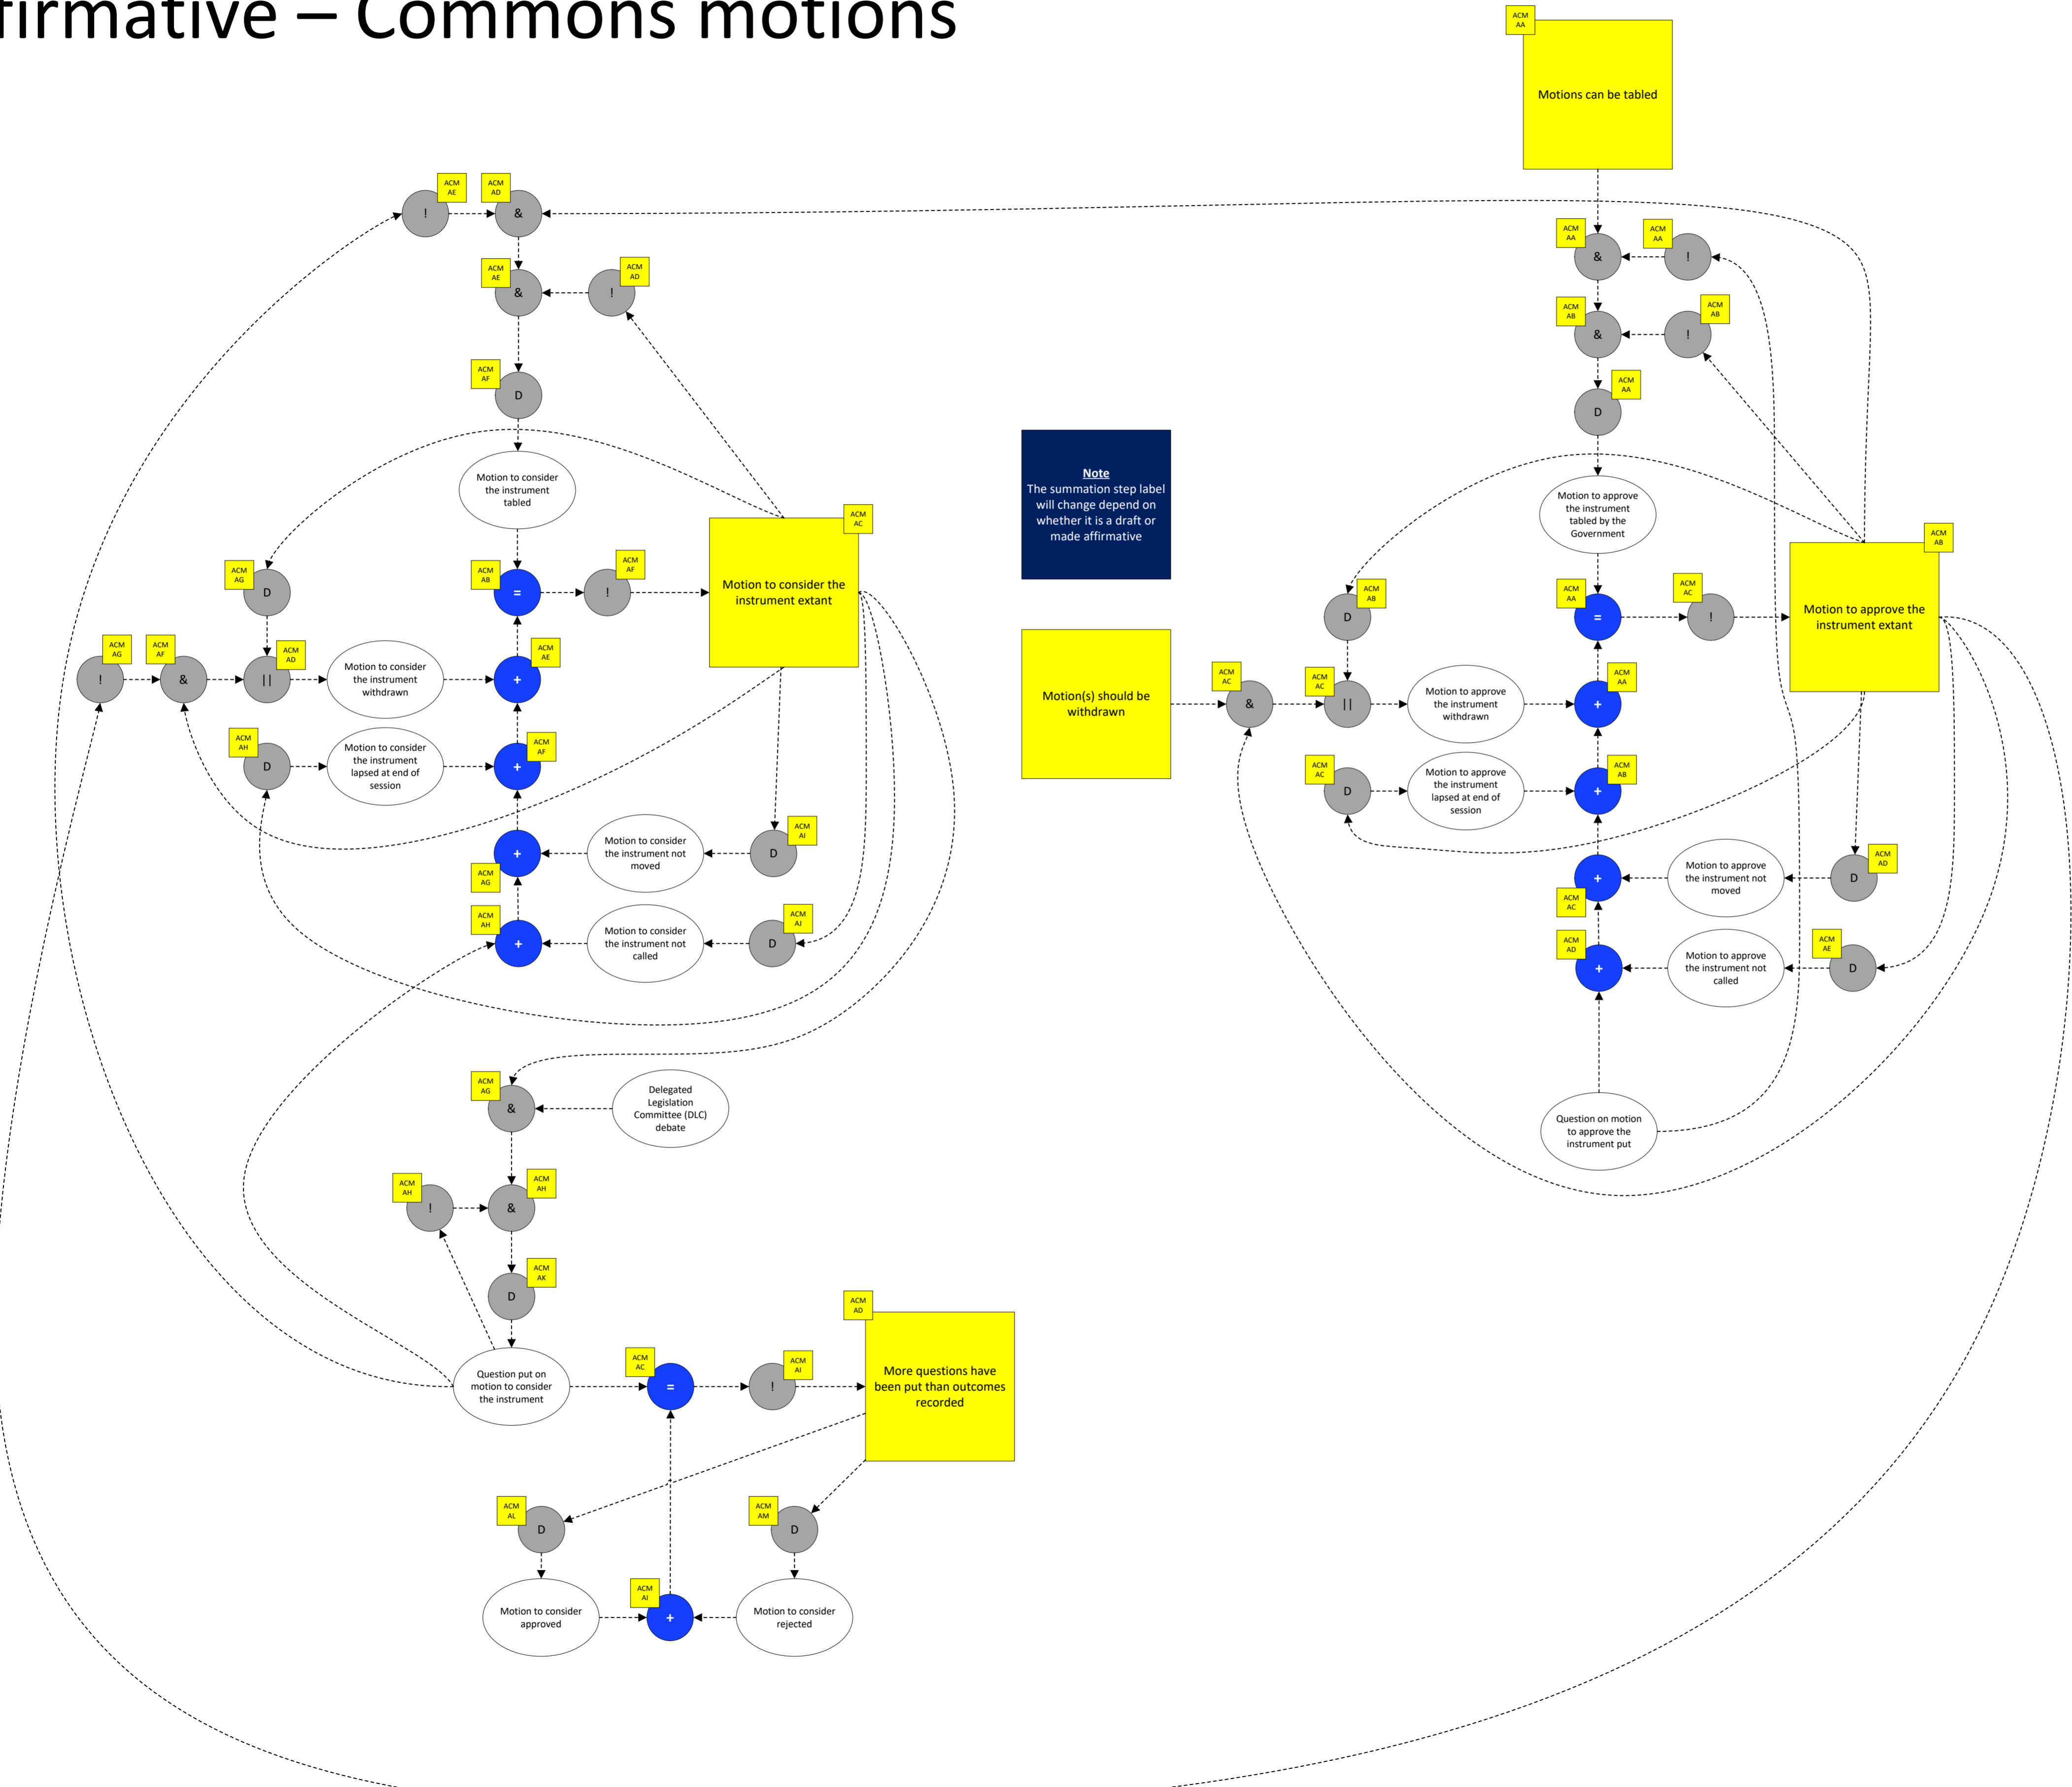 firmative – Commons motions
ACM
AA
Motions can be tabled
ACM
AE
!
ACM
AD
&
ACM
AA
&
ACM
AA
!
ACM
AE
&
ACM
AD
!
ACM
AB
&
ACM
AB
!
ACM
AF
D
ACM
AA
D
Motion to consider
the instrument
tabled
Note
The summation step label
will change depend on
whether it is a draft or
made affirmative
Motion to approve
the instrument
tabled by the
Government
ACM
AC
Motion to consider the
instrument extant
ACM
AB
Motion to approve the
instrument extant
ACM
AG
D
ACM
AB
=
ACM
AF
!
ACM
AB
D
ACM
AA
=
ACM
AC
!
ACM
AG
!
ACM
AF
&
ACM
AD
||
Motion to consider
the instrument
withdrawn
ACM
AE
+
Motion(s) should be
withdrawn
ACM
AC
&
ACM
AC
||
Motion to approve
the instrument
withdrawn
ACM
AA
+
ACM
AH
D
Motion to consider
the instrument
lapsed at end of
session
ACM
AF
+
ACM
AC
D
Motion to approve
the instrument
lapsed at end of
session
ACM
AB
+
+
ACM
AG
Motion to consider
the instrument not
moved
ACM
AI
D
+
ACM
AC
Motion to approve
the instrument not
moved
ACM
AD
D
ACM
AH
+
Motion to consider
the instrument not
called
ACM
AJ
D
ACM
AD
+
Motion to approve
the instrument not
called
ACM
AE
D
ACM
AG
&
Delegated
Legislation
Committee (DLC)
debate
Question on motion
to approve the
instrument put
ACM
AH
!
ACM
AH
&
ACM
AK
D
Question put on
motion to consider
the instrument
ACM
AC
=
ACM
AI
!
ACM
AD
More questions have
been put than outcomes
recorded
ACM
AL
D
ACM
AM
D
Motion to consider
approved
ACM
AI
+
Motion to consider
rejected